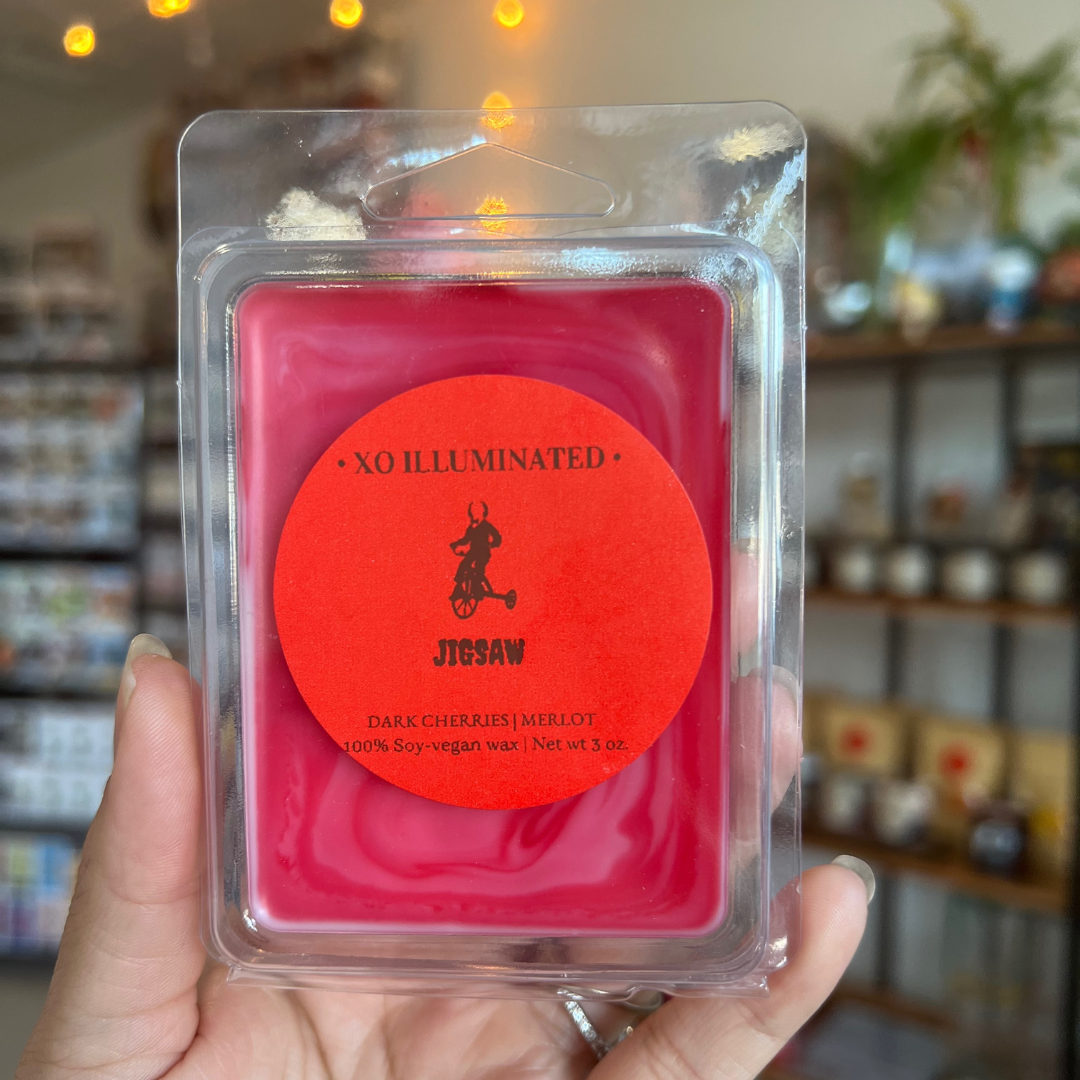 • XO ILLUMINATED •
JIGSAW
DARK CHERRIES | MERLOT
100% Soy-vegan wax | Net wt 3 oz.